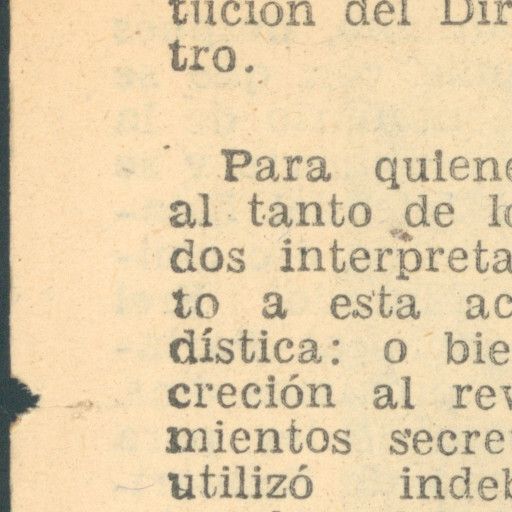 tución del Dir
tro.
Para quiene
al tanto de lo
dos interpreta
to a esta ac
dística: o bie
creción al rev
mientos secre
utilizó indeb